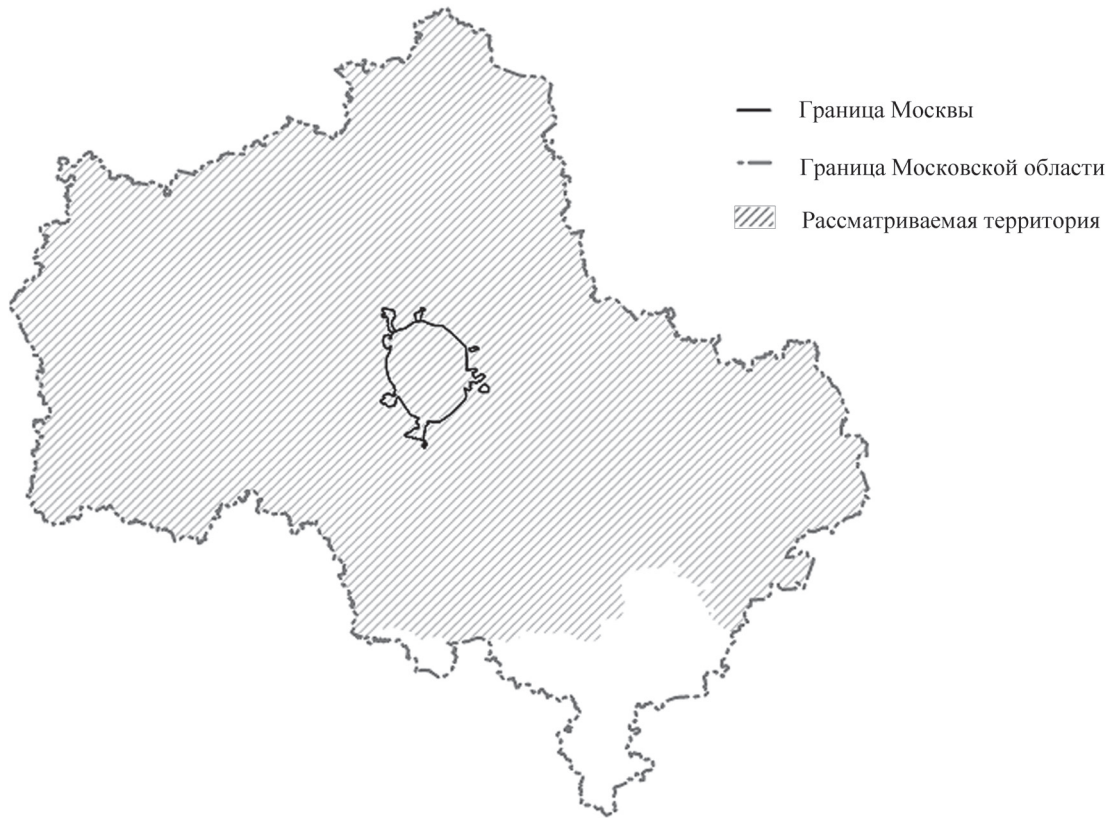 Граница Москвы
Граница Московской области
Рассматриваемая территория